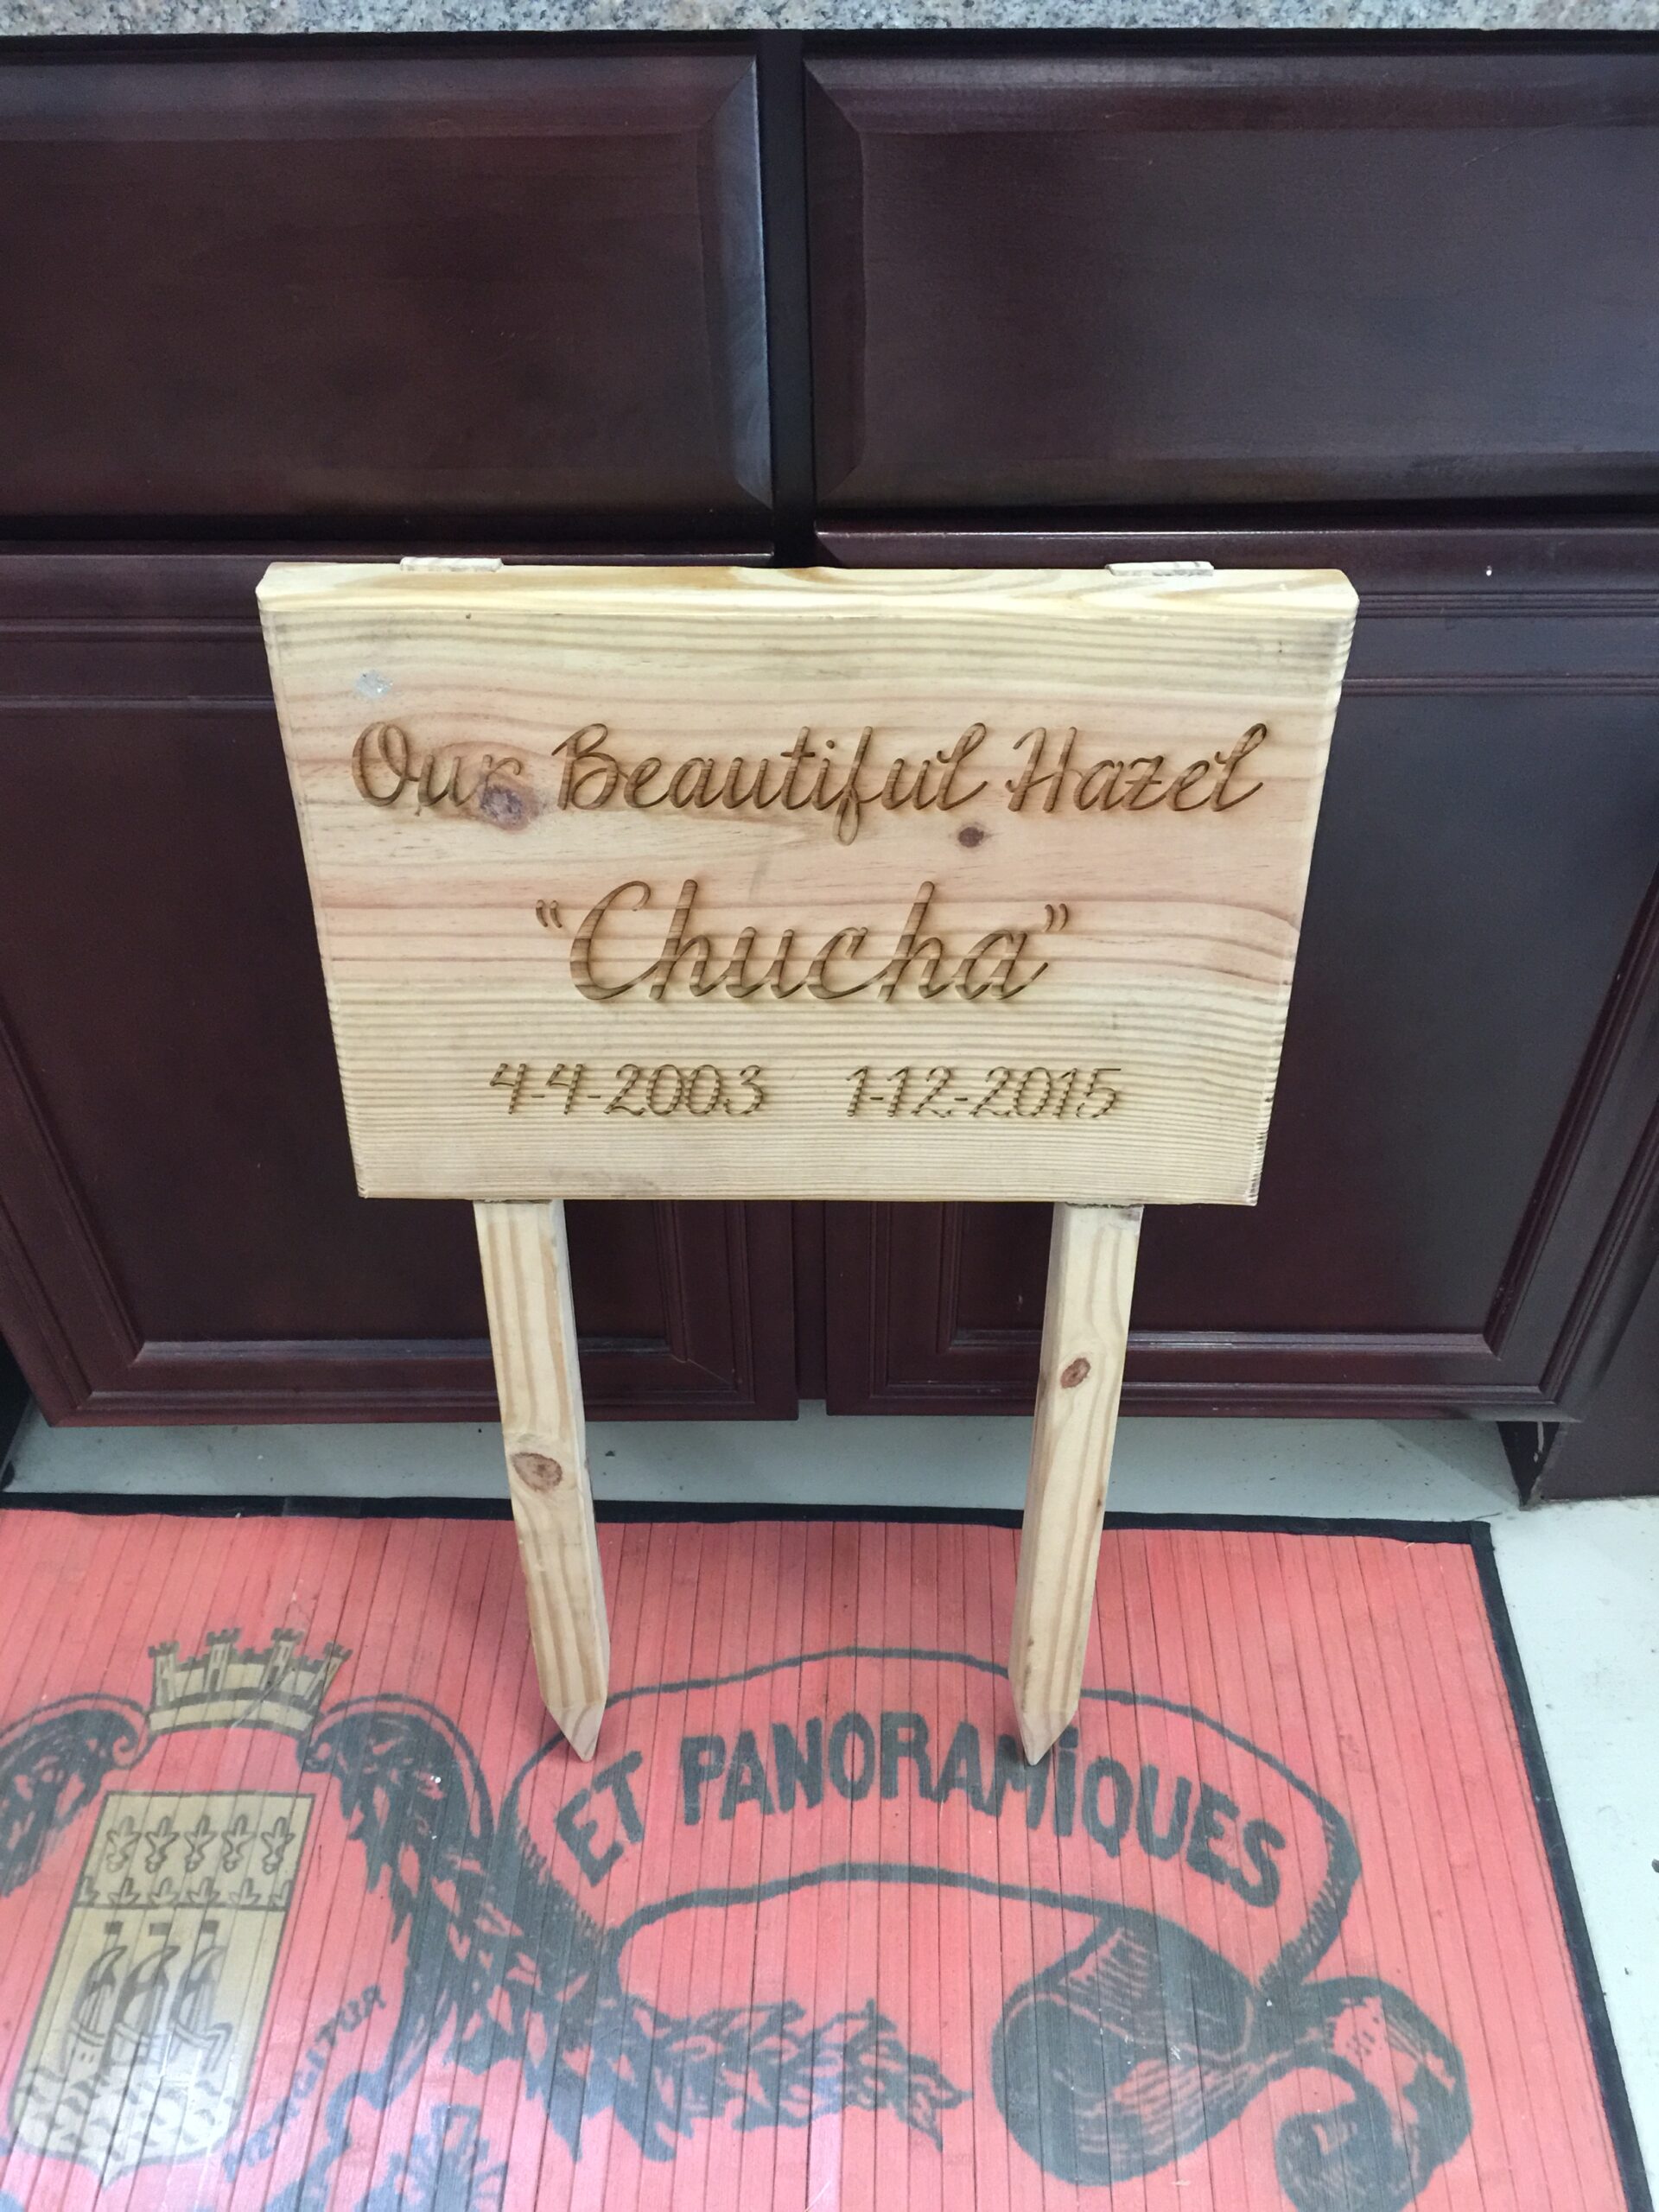 Our Beautiful Hazel
"Chucha"
4-4-2003 1-12-2015
ET PANORAMIQUES